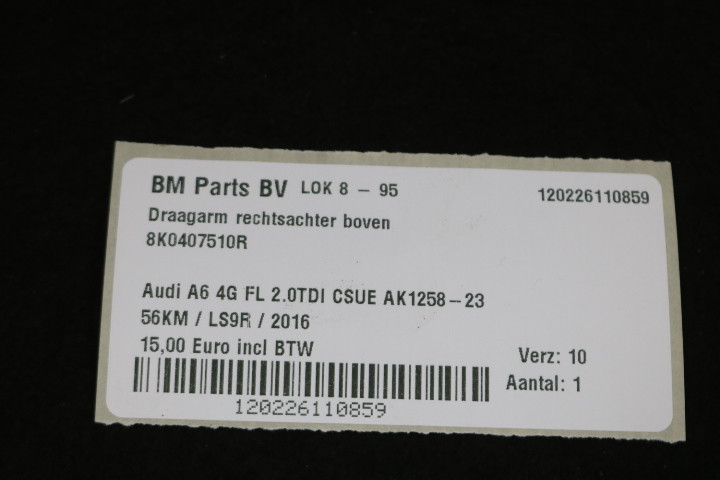 BM Parts BV LOK 8 - 95 120226110859
Draagarm rechtsachter boven
8K0407510R
Audi A6 4G FL 2.0TDI CSUE AK1258-23
56KM / LS9R / 2016
15,00 Euro incl BTW Verz: 10
Aantal: 1
120226110859